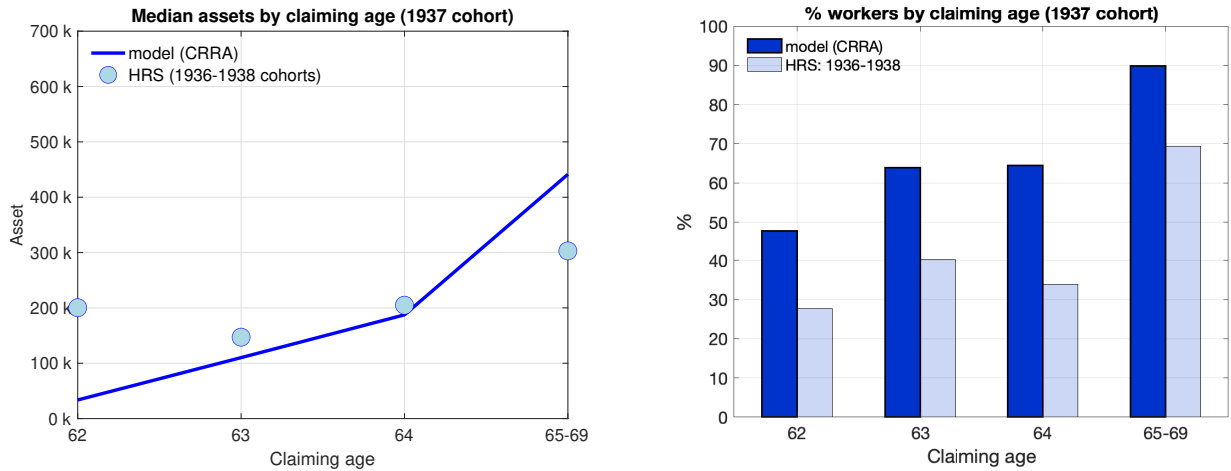 Median assets by claiming age (1937 cohort)
700 k
600 k
500 k
400 k
300 k
200 k
100 k
0 k
Asset
model (CRRA)
HRS (1936-1938 cohorts)
62 63 64 65-69
Claiming age
% workers by claiming age (1937 cohort)
100
90
80
70
60
50
40
30
20
10
0
%
model (CRRA)
HRS: 1936-1938
62 63 64 65-69
Claiming age